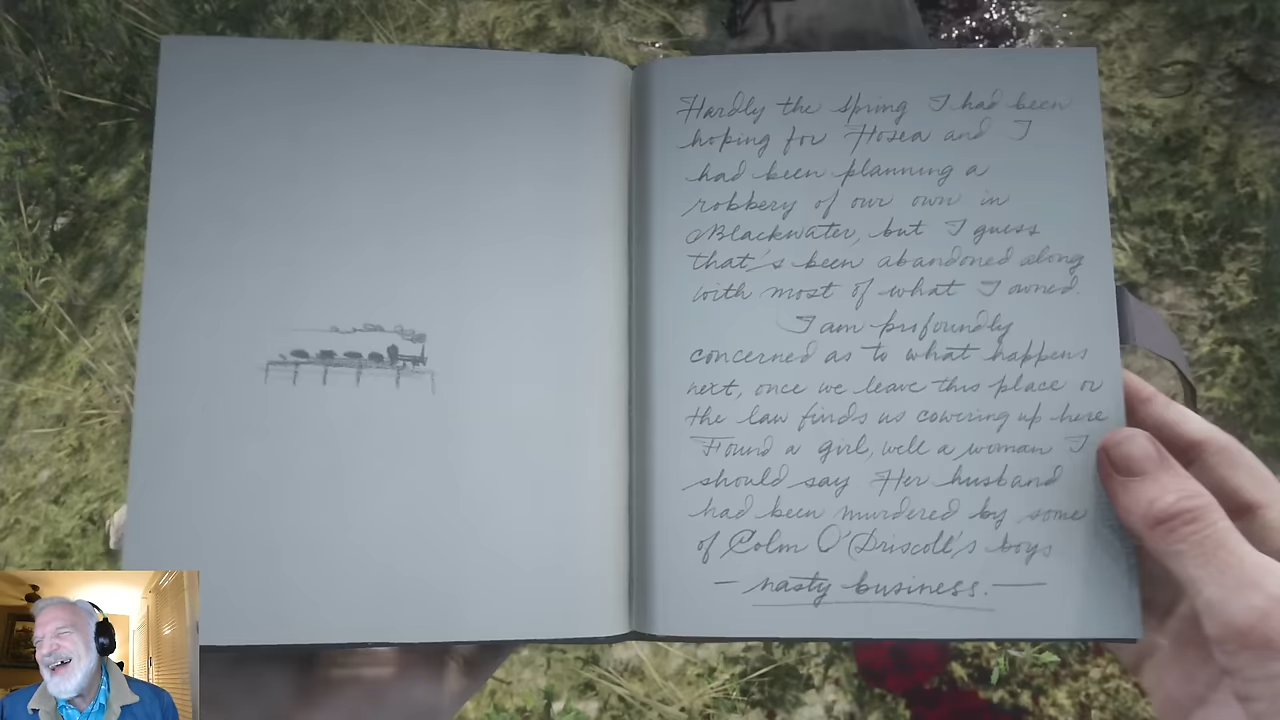 Hardly the spring I had been
hoping for Hosea and I
had been planning a
robbery of our own in
Blackwater, but I guess
that's been abandoned along
with most of what I owned.
I am profoundly
concerned as to what happens
next, once we leave this place or
the law finds us cowering up here
Found a girl, well a woman I
should say Her husband
had been murdered by some
of Colm O'Driscoll's boys
— nasty business. —